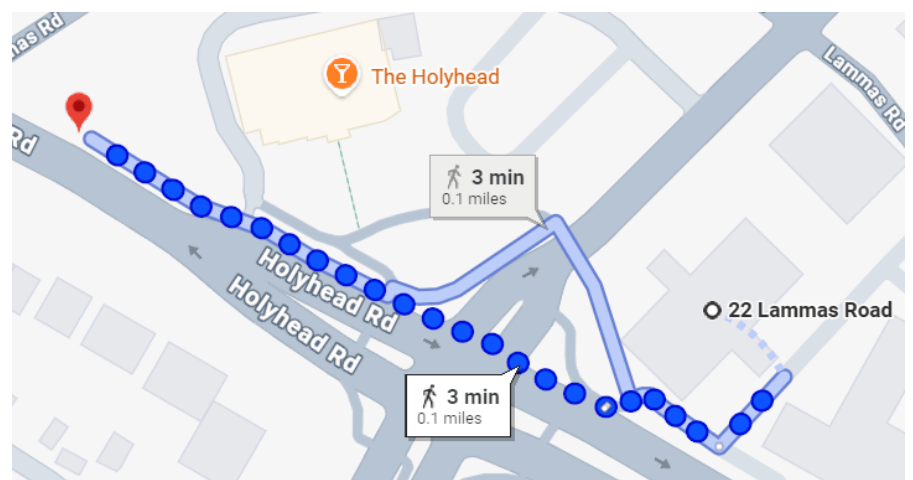 Lammas Rd
The Holyhead
Lammas Rd
Rd
3 min
0.1 miles
Holyhead Rd
Holyhead Rd
22 Lammas Road
3 min
0.1 miles